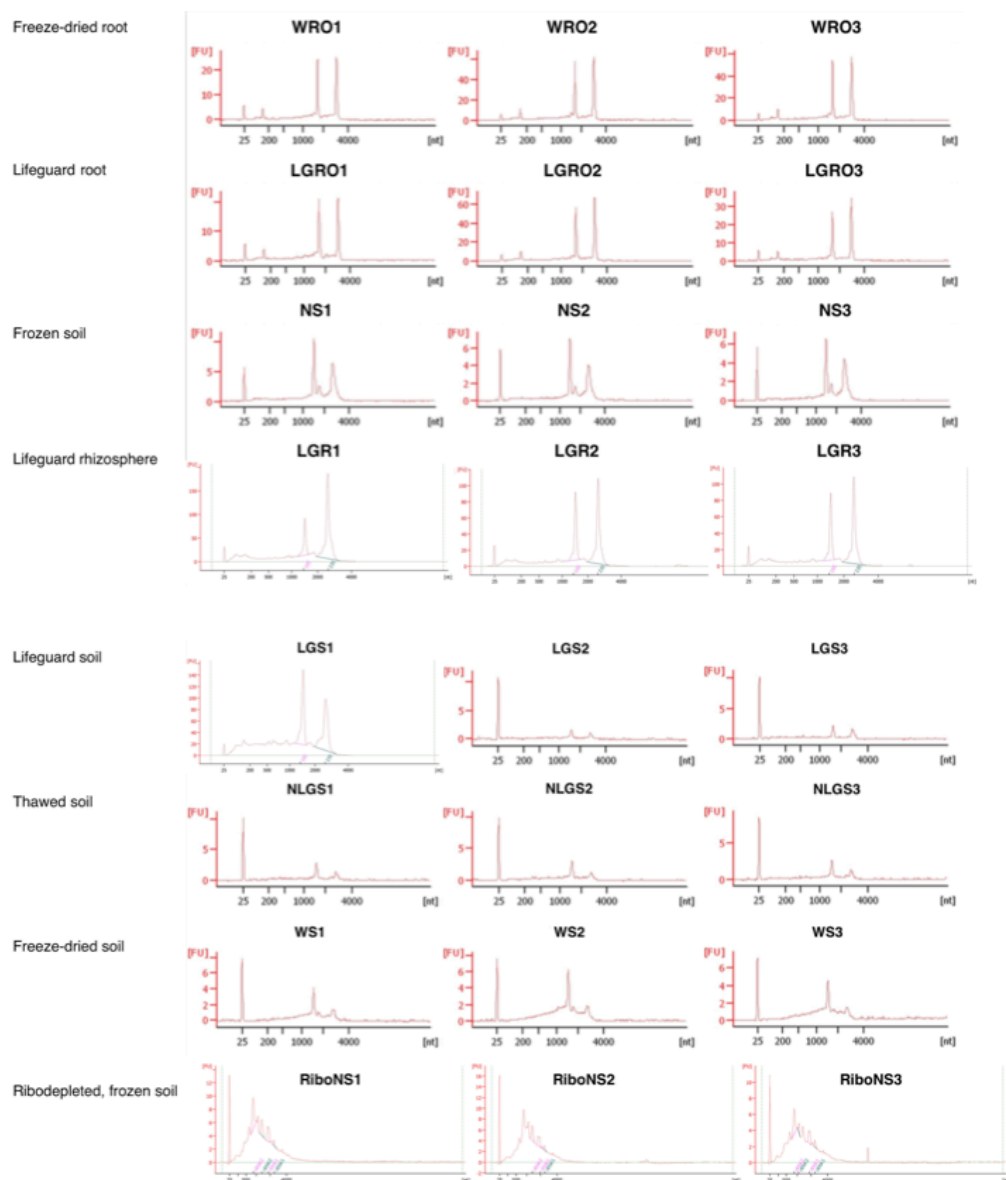 Freeze-dried root
WRO1 WRO2 WRO3
[FU] [FU] [FU]
20 40 40
10 20 20
0 0 0
25 200 1000 4000 [nt] 25 200 1000 4000 [nt] 25 200 1000 4000 [nt]
Lifeguard root
LGRO1 LGRO2 LGRO3
[FU] [FU] [FU]
60 30
40 20
10 20 10
0 0 0
25 200 1000 4000 [nt] 25 200 1000 4000 [nt] 25 200 1000 4000 [nt]
Frozen soil
NS1 NS2 NS3
[FU] [FU] [FU]
6 6
5 4 4
2 2
0 0 0
25 200 1000 4000 [nt] 25 200 1000 4000 [nt] 25 200 1000 4000 [nt]
Lifeguard rhizosphere
LGR1 LGR2 LGR3
Lifeguard soil
LGS1 LGS2 LGS3
[FU] [FU]
5 5
0 0
25 200 1000 4000 [nt] 25 200 1000 4000 [nt]
Thawed soil
NLGS1 NLGS2 NLGS3
[FU] [FU] [FU]
5 5 5
0 0 0
25 200 1000 4000 [nt] 25 200 1000 4000 [nt] 25 200 1000 4000 [nt]
Freeze-dried soil
WS1 WS2 WS3
[FU] [FU] [FU]
6 6 6
4 4 4
2 2 2
0 0 0
25 200 1000 4000 [nt] 25 200 1000 4000 [nt] 25 200 1000 4000 [nt]
Ribodepleted, frozen soil
RiboNS1 RiboNS2 RiboNS3